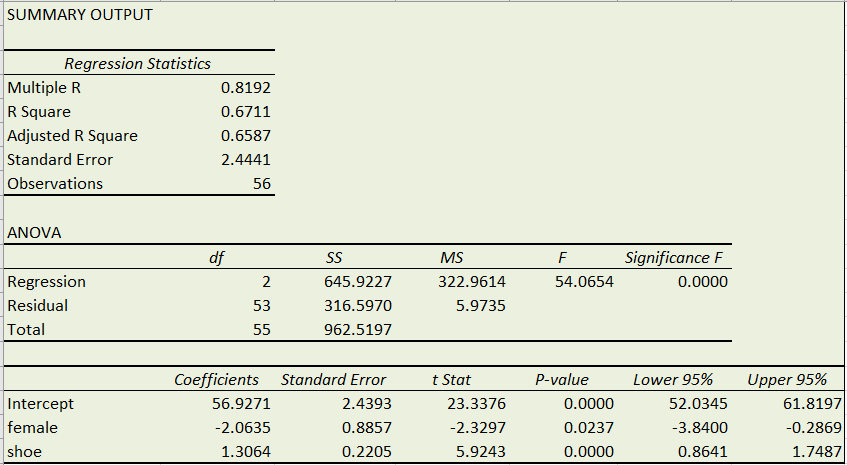 SUMMARY OUTPUT
Regression Statistics
Multiple R 0.8192
R Square 0.6711
Adjusted R Square 0.6587
Standard Error 2.4441
Observations 56
ANOVA
df SS MS F Significance F
Regression 2 645.9227 322.9614 54.0654 0.0000
Residual 53 316.5970 5.9735
Total 55 962.5197
Coefficients Standard Error t Stat P-value Lower 95% Upper 95%
Intercept 56.9271 2.4393 23.3376 0.0000 52.0345 61.8197
female -2.0635 0.8857 -2.3297 0.0237 -3.8400 -0.2869
shoe 1.3064 0.2205 5.9243 0.0000 0.8641 1.7487